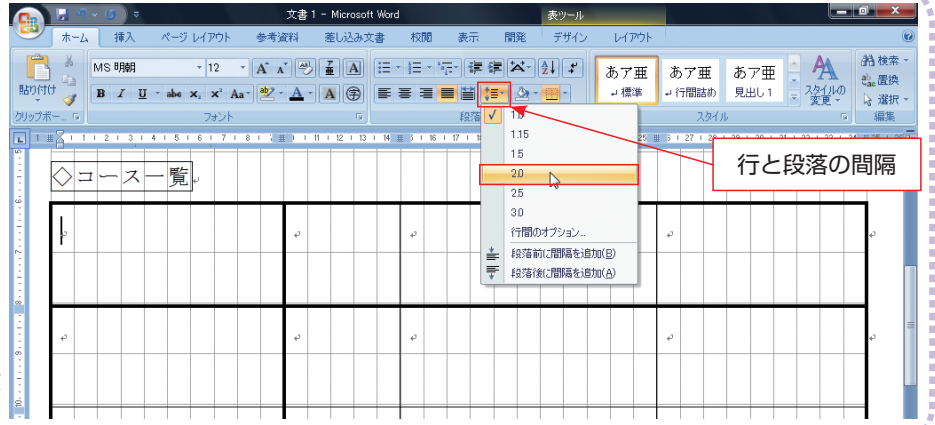 文書 1 - Microsoft Word
表ツール
ホーム 挿入 ページ レイアウト 参考資料 差し込み文書 校閲 表示 開発 デザイン レイアウト
MS 明朝 12
貼り付け
B I U abc x₂ x² Aa
あア亜 あア亜 あア亜
標準 行間詰め 見出し 1
スタイルの
変更
検索
置換
選択
クリップボー... フォント 段落 スタイル 編集
1.0
1.15
1.5
2.0
2.5
3.0
行間のオプション...
段落前に間隔を追加(B)
段落後に間隔を追加(A)
行と段落の間隔
◇コース一覧